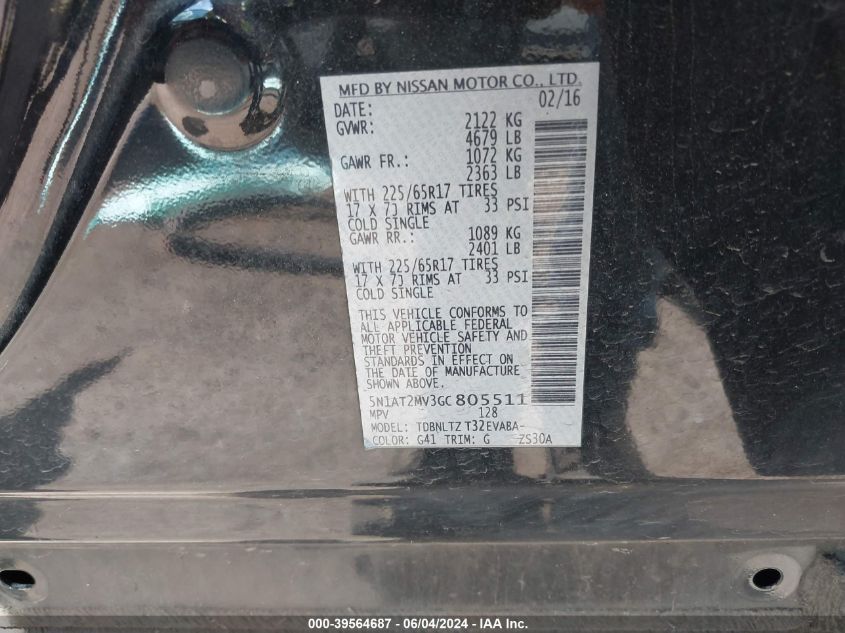 MFD BY NISSAN MOTOR CO., LTD.
DATE: 02/16
GVWR: 2122 KG
4679 LB
GAWR FR.: 1072 KG
2363 LB
WITH 225/65R17 TIRES
17 X 7J RIMS AT 33 PSI
COLD SINGLE
GAWR RR.: 1089 KG
2401 LB
WITH 225/65R17 TIRES
17 X 7J RIMS AT 33 PSI
COLD SINGLE
THIS VEHICLE CONFORMS TO
ALL APPLICABLE FEDERAL
MOTOR VEHICLE SAFETY AND
THEFT PREVENTION
STANDARDS IN EFFECT ON
THE DATE OF MANUFACTURE
SHOWN ABOVE.
5N1AT2MV3GC805511
MPV 128
MODEL: TDBNLTZ T32EVABA-
COLOR: G41 TRIM: G ZS30A
000-39564687 - 06/04/2024 - IAA Inc.